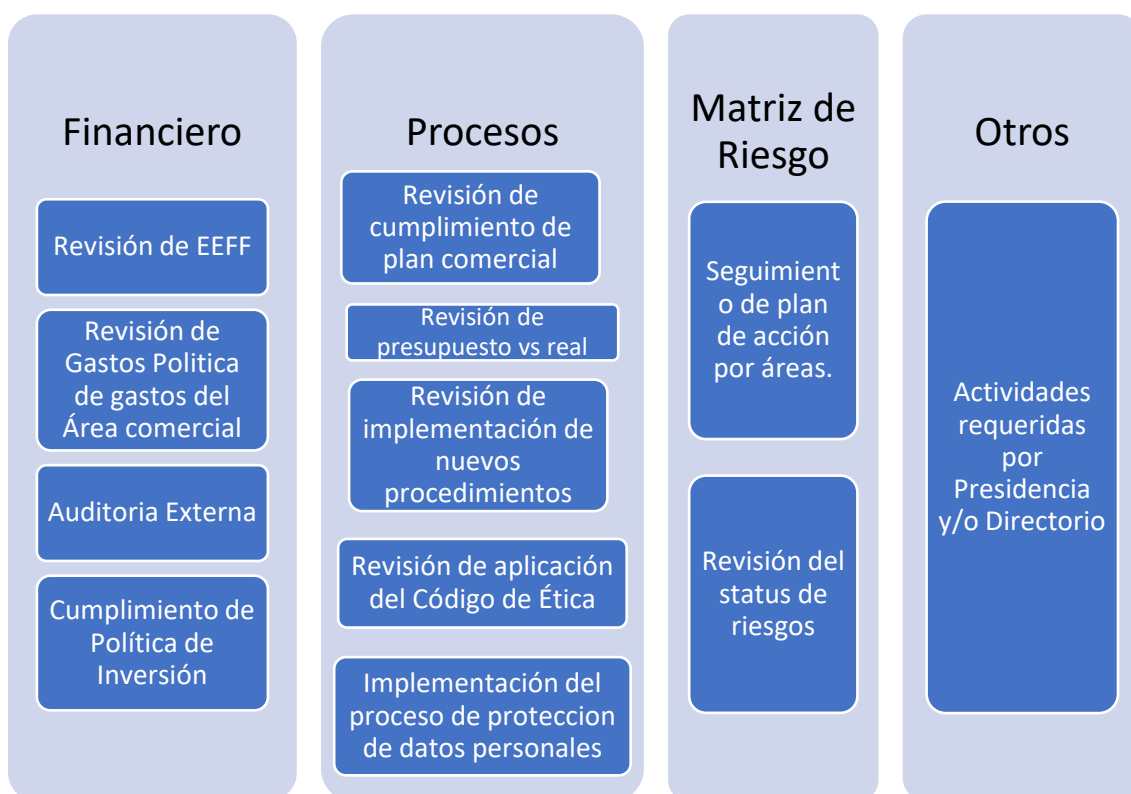 Financiero
Revisión de EEFF
Revisión de
Gastos Politica
de gastos del
Área comercial
Auditoria Externa
Cumplimiento de
Política de
Inversión
Procesos
Revisión de
cumplimiento de
plan comercial
Revisión de
presupuesto vs real
Revisión de
implementación de
nuevos
procedimientos
Revisión de aplicación
del Código de Ética
Implementación del
proceso de proteccion
de datos personales
Matriz de
Riesgo
Seguimient
o de plan
de acción
por áreas.
Revisión del
status de
riesgos
Otros
Actividades
requeridas
por
Presidencia
y/o Directorio